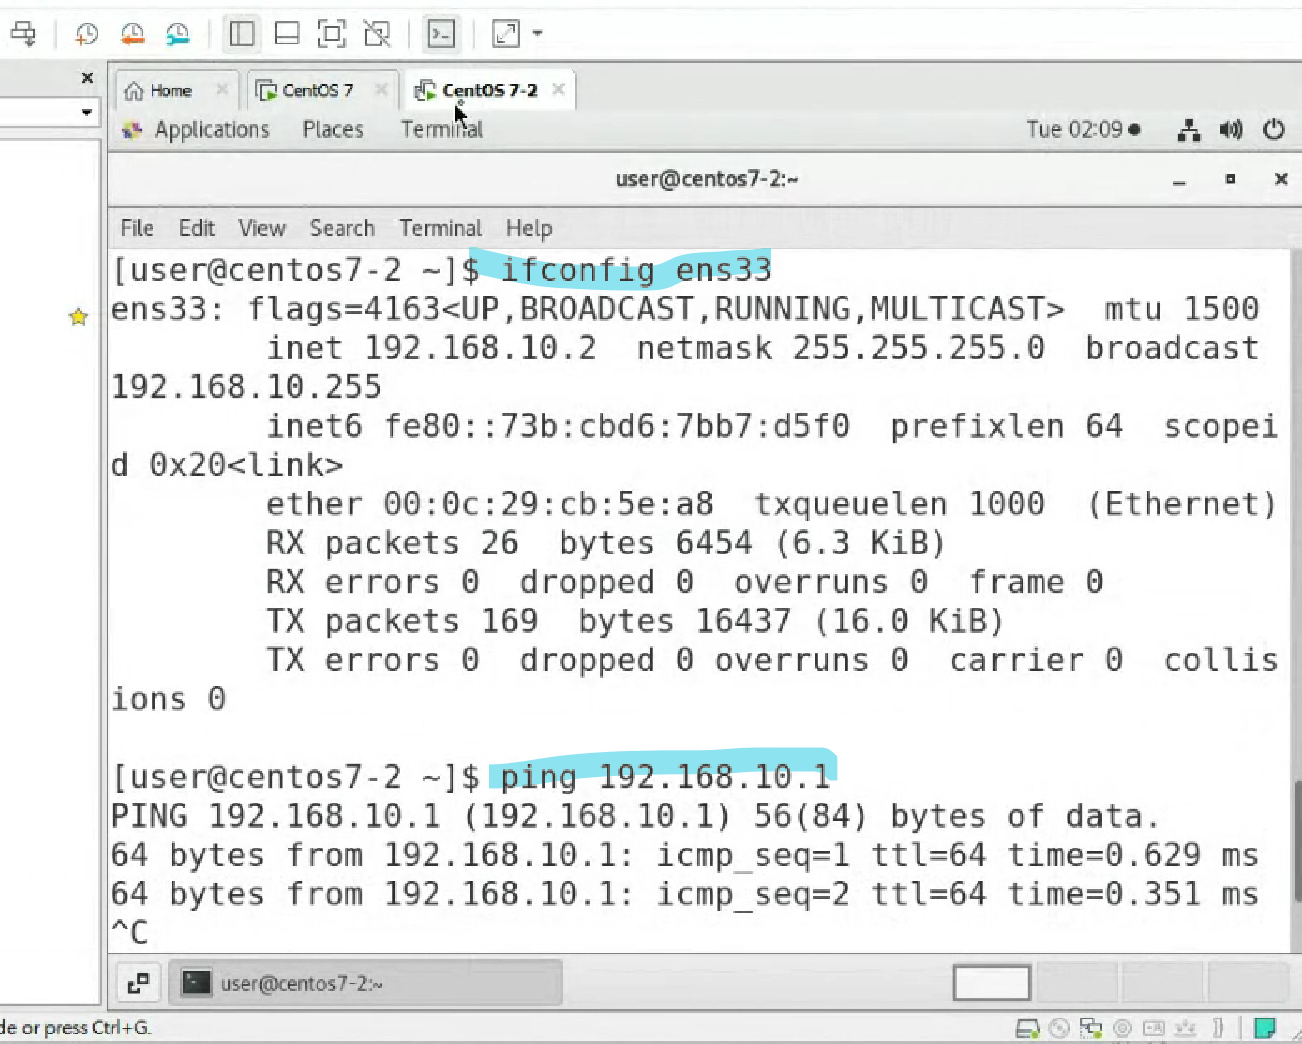 Home
CentOS 7
CentOS 7-2
Applications Places Terminal Tue 02:09
user@centos7-2:~
File Edit View Search Terminal Help
[user@centos7-2 ~]$ ifconfig ens33
ens33: flags=4163<UP,BROADCAST,RUNNING,MULTICAST>  mtu 1500
        inet 192.168.10.2  netmask 255.255.255.0  broadcast
192.168.10.255
        inet6 fe80::73b:cbd6:7bb7:d5f0  prefixlen 64  scopei
d 0x20<link>
        ether 00:0c:29:cb:5e:a8  txqueuelen 1000  (Ethernet)
        RX packets 26  bytes 6454 (6.3 KiB)
        RX errors 0  dropped 0  overruns 0  frame 0
        TX packets 169  bytes 16437 (16.0 KiB)
        TX errors 0  dropped 0 overruns 0  carrier 0  collis
ions 0
[user@centos7-2 ~]$ ping 192.168.10.1
PING 192.168.10.1 (192.168.10.1) 56(84) bytes of data.
64 bytes from 192.168.10.1: icmp_seq=1 ttl=64 time=0.629 ms
64 bytes from 192.168.10.1: icmp_seq=2 ttl=64 time=0.351 ms
^C
user@centos7-2:~
de or press Ctrl+G.